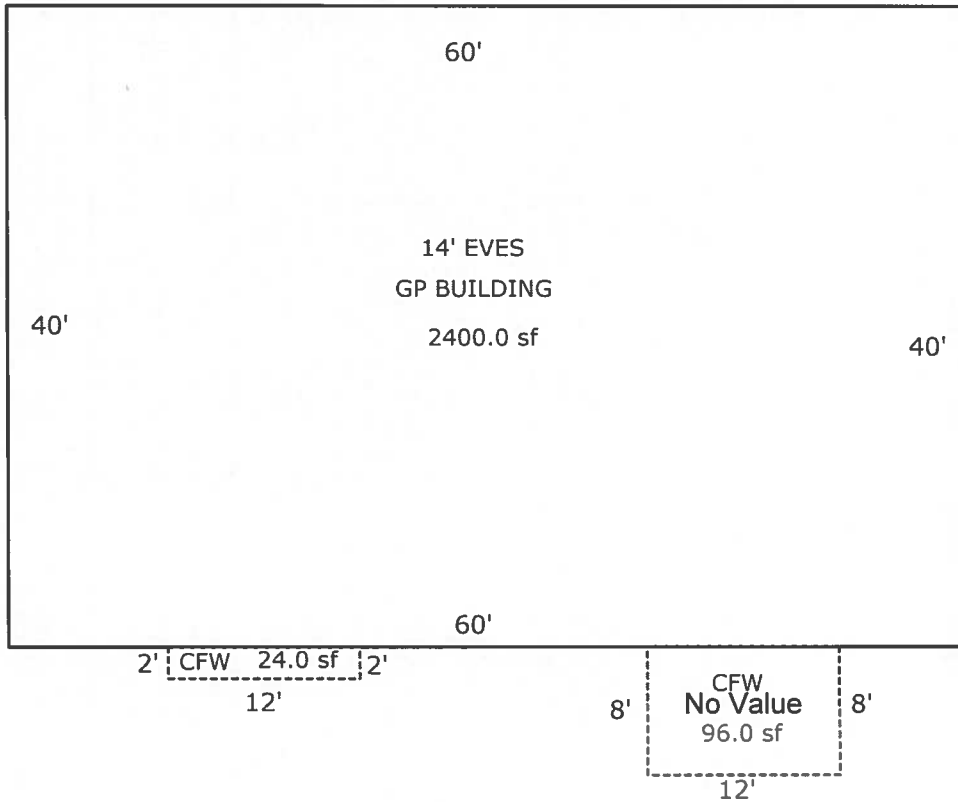 60'
14' EVES
GP BUILDING
40'
2400.0 sf
40'
60'
2' CFW 24.0 sf 2'
12'
CFW
8' No Value 8'
96.0 sf
12'